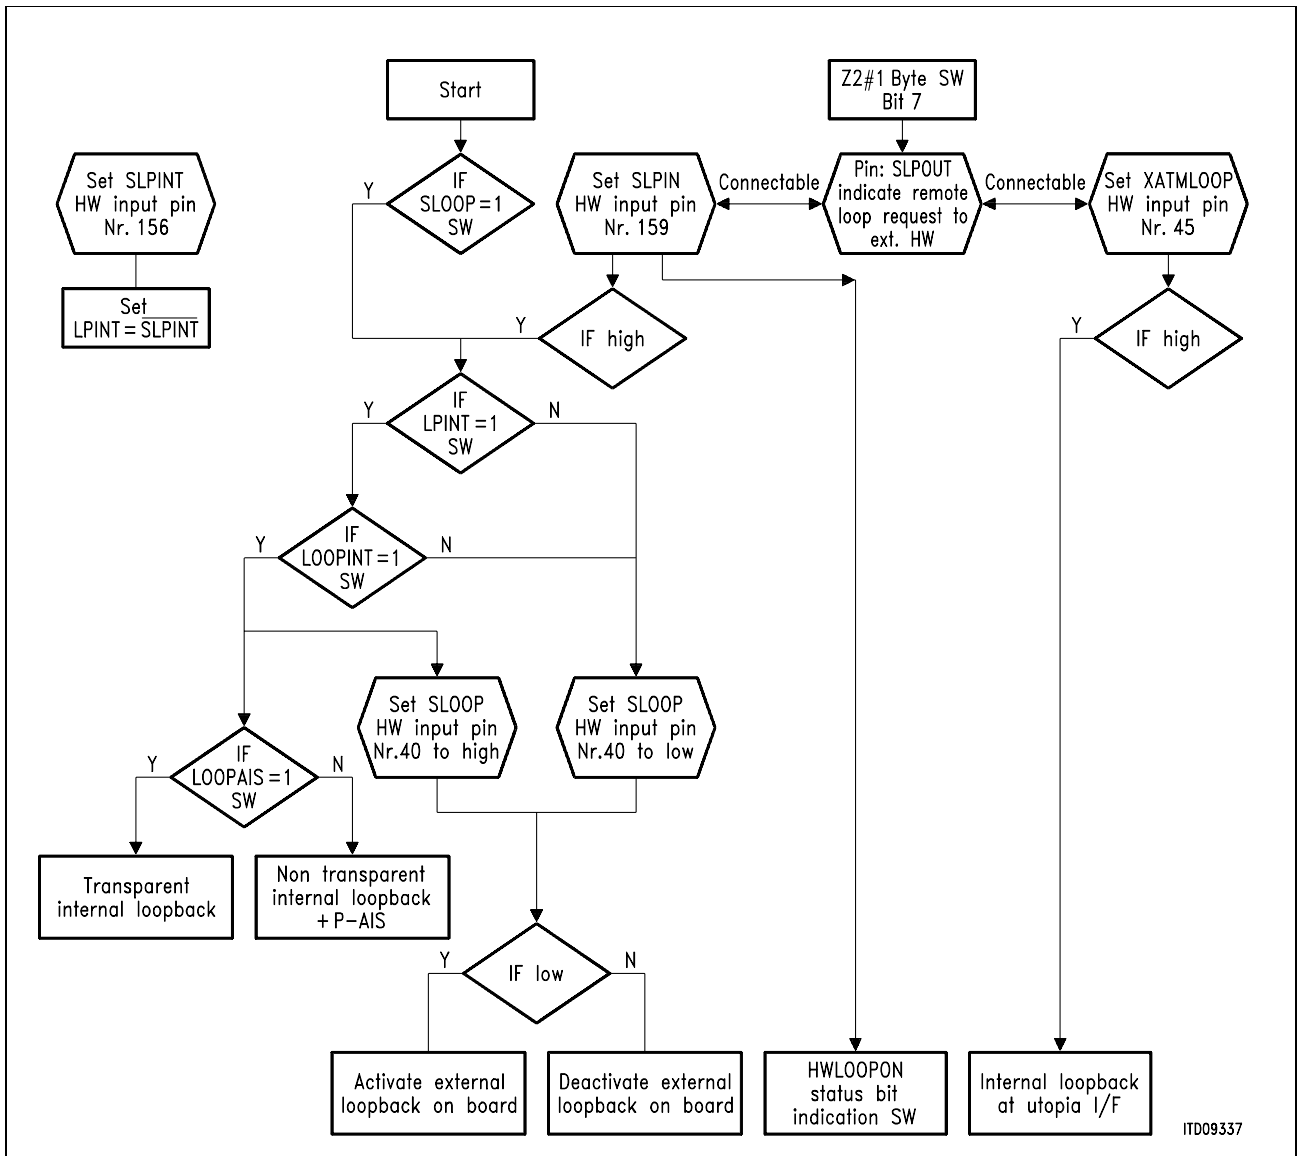 Start
Z2#1 Byte SW
Bit 7
Set SLPINT
HW input pin
Nr. 156
Y
IF
SLOOP=1
SW
Set SLPIN
HW input pin
Nr. 159
Connectable
Pin: SLPOUT
indicate remote
loop request to
ext. HW
Connectable
Set XATMLOOP
HW input pin
Nr. 45
Set
LPINT=SLPINT
Y
IF high
Y
IF high
Y
IF
LPINT=1
SW
N
Y
IF
LOOPINT=1
SW
N
Set SLOOP
HW input pin
Nr.40 to high
Set SLOOP
HW input pin
Nr.40 to low
Y
IF
LOOPAIS=1
SW
N
Transparent
internal loopback
Non transparent
internal loopback
+P-AIS
Y
IF low
N
Activate external
loopback on board
Deactivate external
loopback on board
HWLOOPON
status bit
indication SW
Internal loopback
at utopia I/F
ITD09337